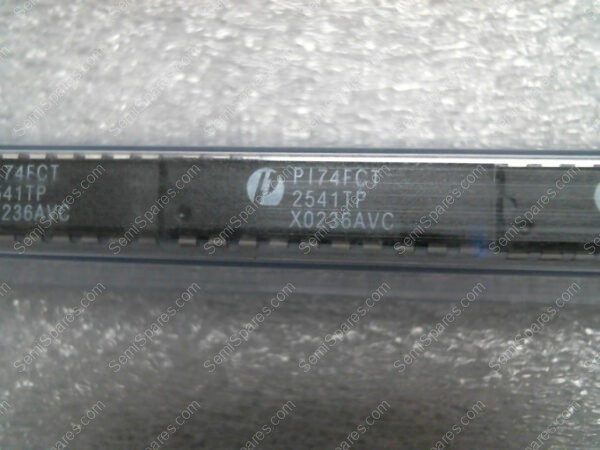 74FCT
541TP
0236AVC
PI74FCT
2541TP
X0236AVC
SemiSpares.com